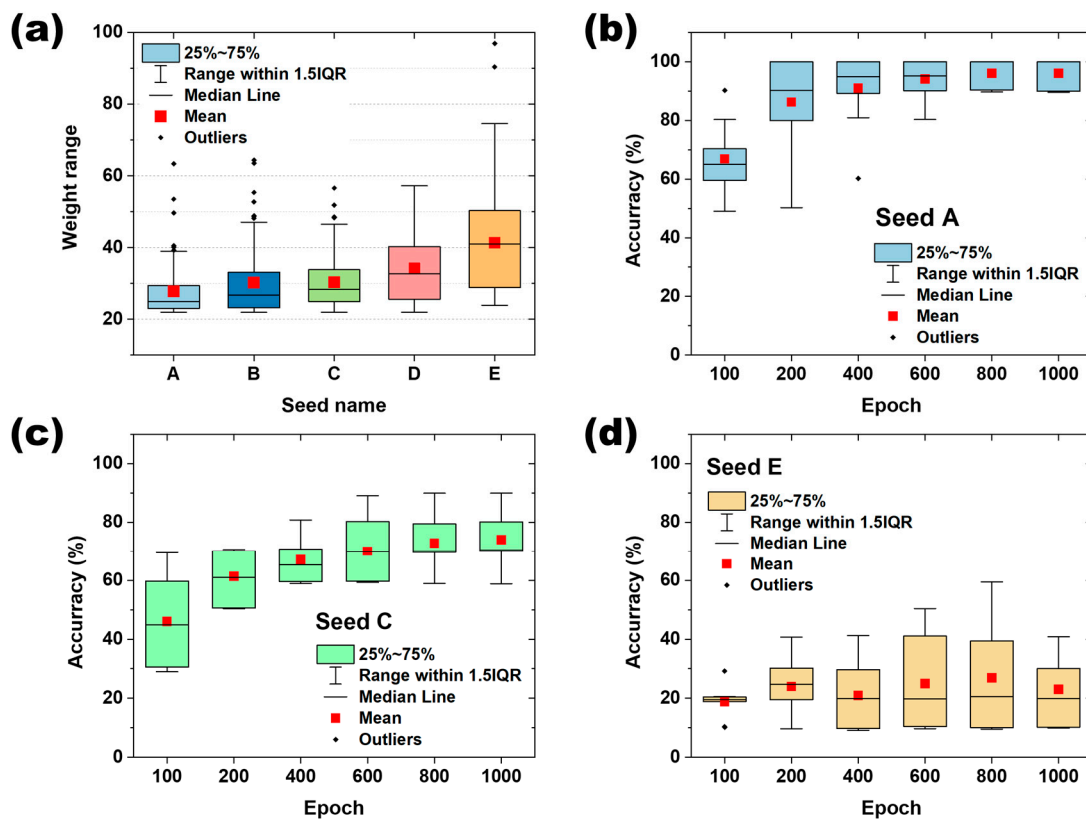 (a)
Weight range
100
80
60
40
20
25%~75%
Range within 1.5IQR
Median Line
Mean
Outliers
A B C D E
Seed name
(b)
Accurracy (%)
100
80
60
40
20
0
Seed A
25%~75%
Range within 1.5IQR
Median Line
Mean
Outliers
100 200 400 600 800 1000
Epoch
(c)
Accurracy (%)
100
80
60
40
20
0
Seed C
25%~75%
Range within 1.5IQR
Median Line
Mean
Outliers
100 200 400 600 800 1000
Epoch
(d)
Accurracy (%)
100
80
60
40
20
0
Seed E
25%~75%
Range within 1.5IQR
Median Line
Mean
Outliers
100 200 400 600 800 1000
Epoch